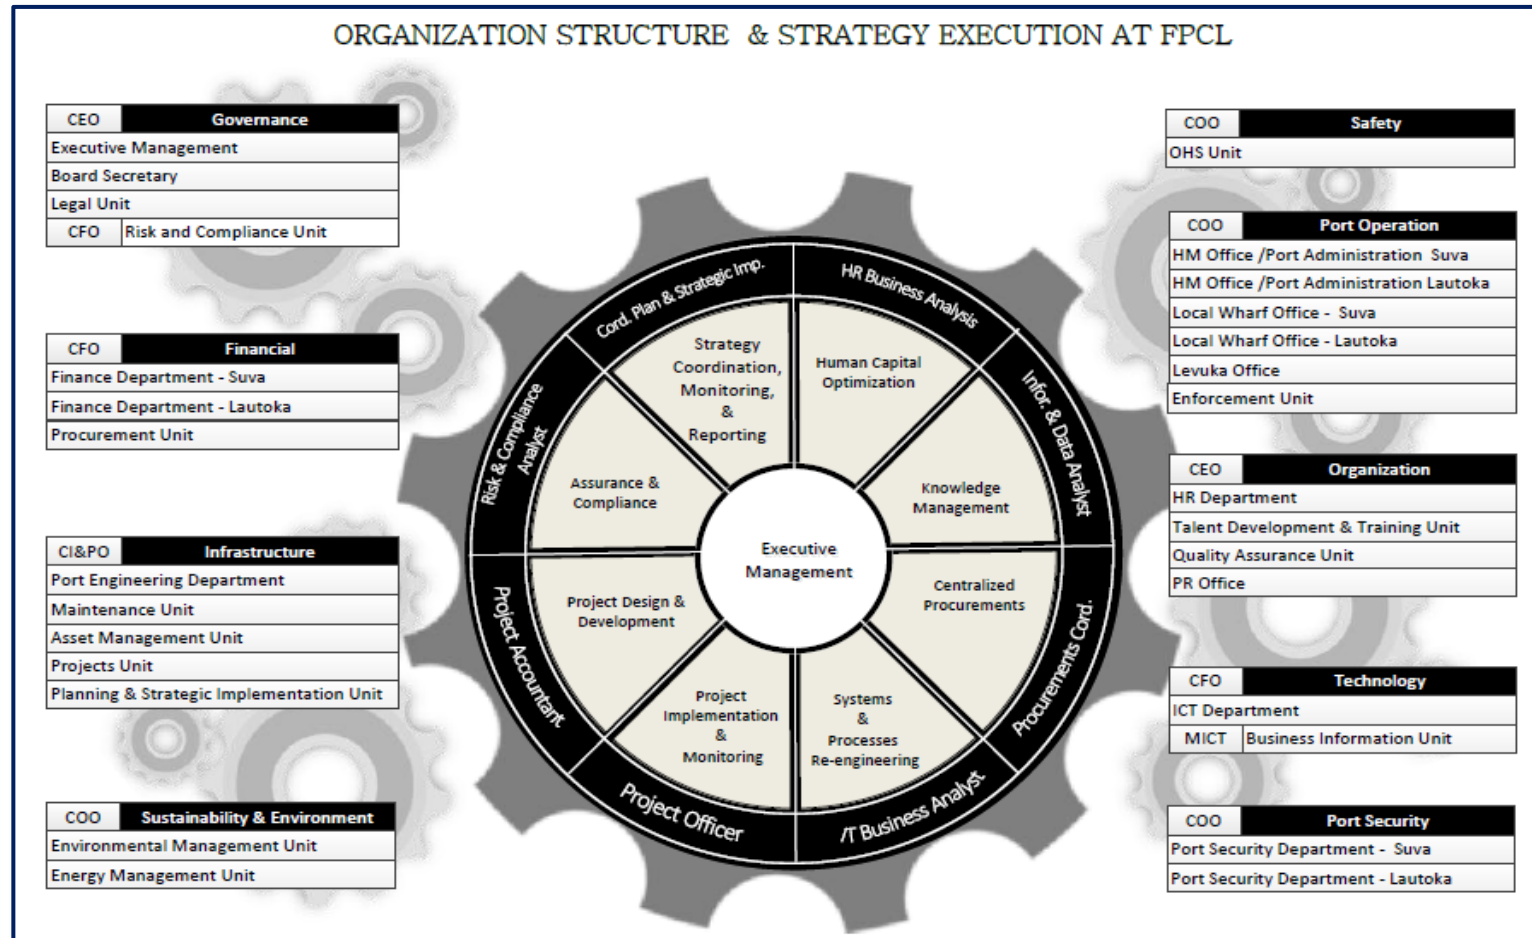 ORGANIZATION STRUCTURE & STRATEGY EXECUTION AT FPCL
CEO Governance
Executive Management
Board Secretary
Legal Unit
CFO Risk and Compliance Unit
CFO Financial
Finance Department - Suva
Finance Department - Lautoka
Procurement Unit
CI&PO Infrastructure
Port Engineering Department
Maintenance Unit
Asset Management Unit
Projects Unit
Planning & Strategic Implementation Unit
COO Sustainability & Environment
Environmental Management Unit
Energy Management Unit
Cord. Plan & Strategic Imp.
HR Business Analysis
Infor. & Data Analyst
Procurements Cord.
IT Business Analyst
Project Officer
Project Accountant
Risk & Compliance
Analyst
Strategy
Coordination,
Monitoring,
&
Reporting
Human Capital
Optimization
Knowledge
Management
Centralized
Procurements
Systems
&
Processes
Re-engineering
Project
Implementation
&
Monitoring
Project Design &
Development
Assurance &
Compliance
Executive
Management
COO Safety
OHS Unit
COO Port Operation
HM Office /Port Administration Suva
HM Office /Port Administration Lautoka
Local Wharf Office - Suva
Local Wharf Office - Lautoka
Levuka Office
Enforcement Unit
CEO Organization
HR Department
Talent Development & Training Unit
Quality Assurance Unit
PR Office
CFO Technology
ICT Department
MICT Business Information Unit
COO Port Security
Port Security Department - Suva
Port Security Department - Lautoka